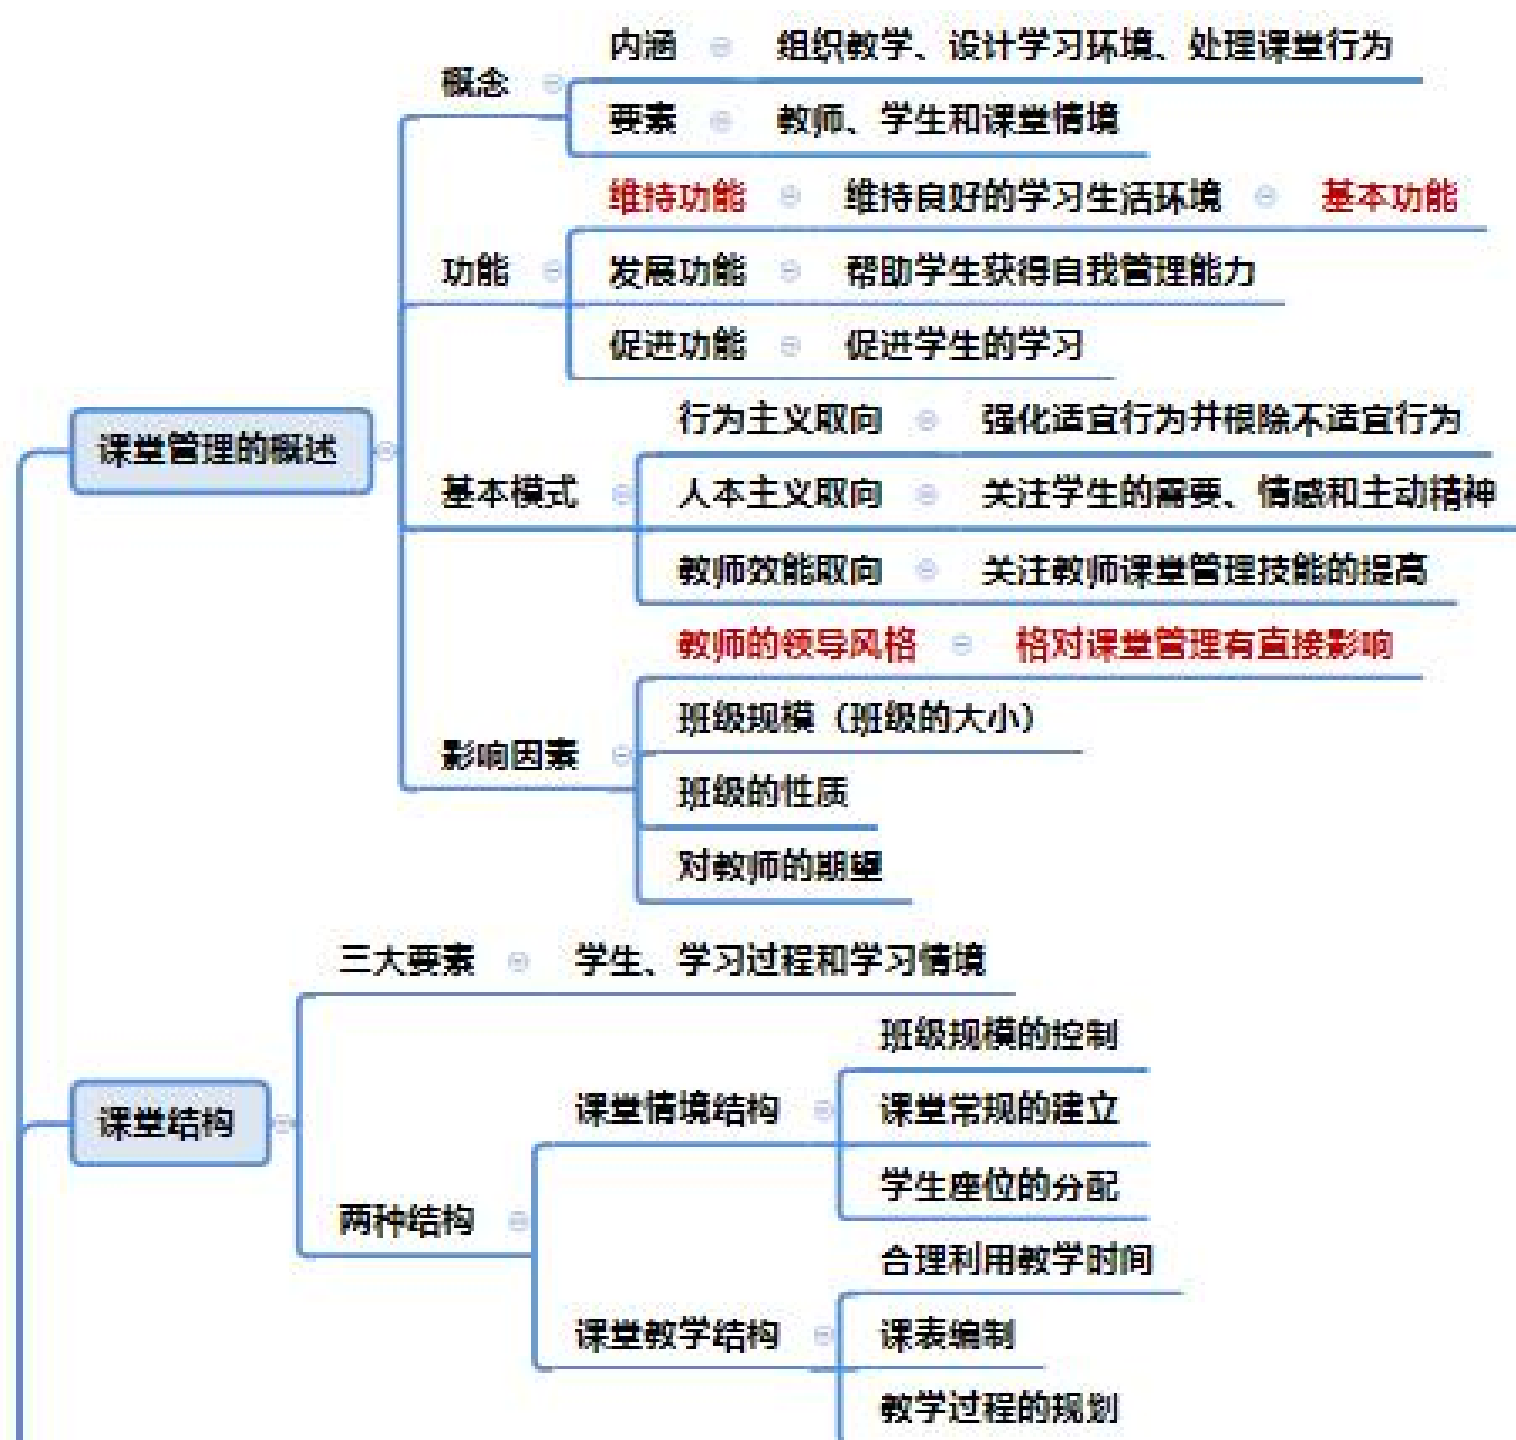 内涵 组织教学、设计学习环境、处理课堂行为
概念
要素 教师、学生和课堂情境
维持功能 维持良好的学习生活环境 基本功能
功能 发展功能 帮助学生获得自我管理能力
促进功能 促进学生的学习
行为主义取向 强化适宜行为并根除不适宜行为
课堂管理的概述
基本模式 人本主义取向 关注学生的需要、情感和主动精神
教师效能取向 关注教师课堂管理技能的提高
教师的领导风格 格对课堂管理有直接影响
班级规模（班级的大小）
影响因素
班级的性质
对教师的期望
三大要素 学生、学习过程和学习情境
班级规模的控制
课堂结构 课堂情境结构 课堂常规的建立
学生座位的分配
两种结构
合理利用教学时间
课堂教学结构 课表编制
教学过程的规划